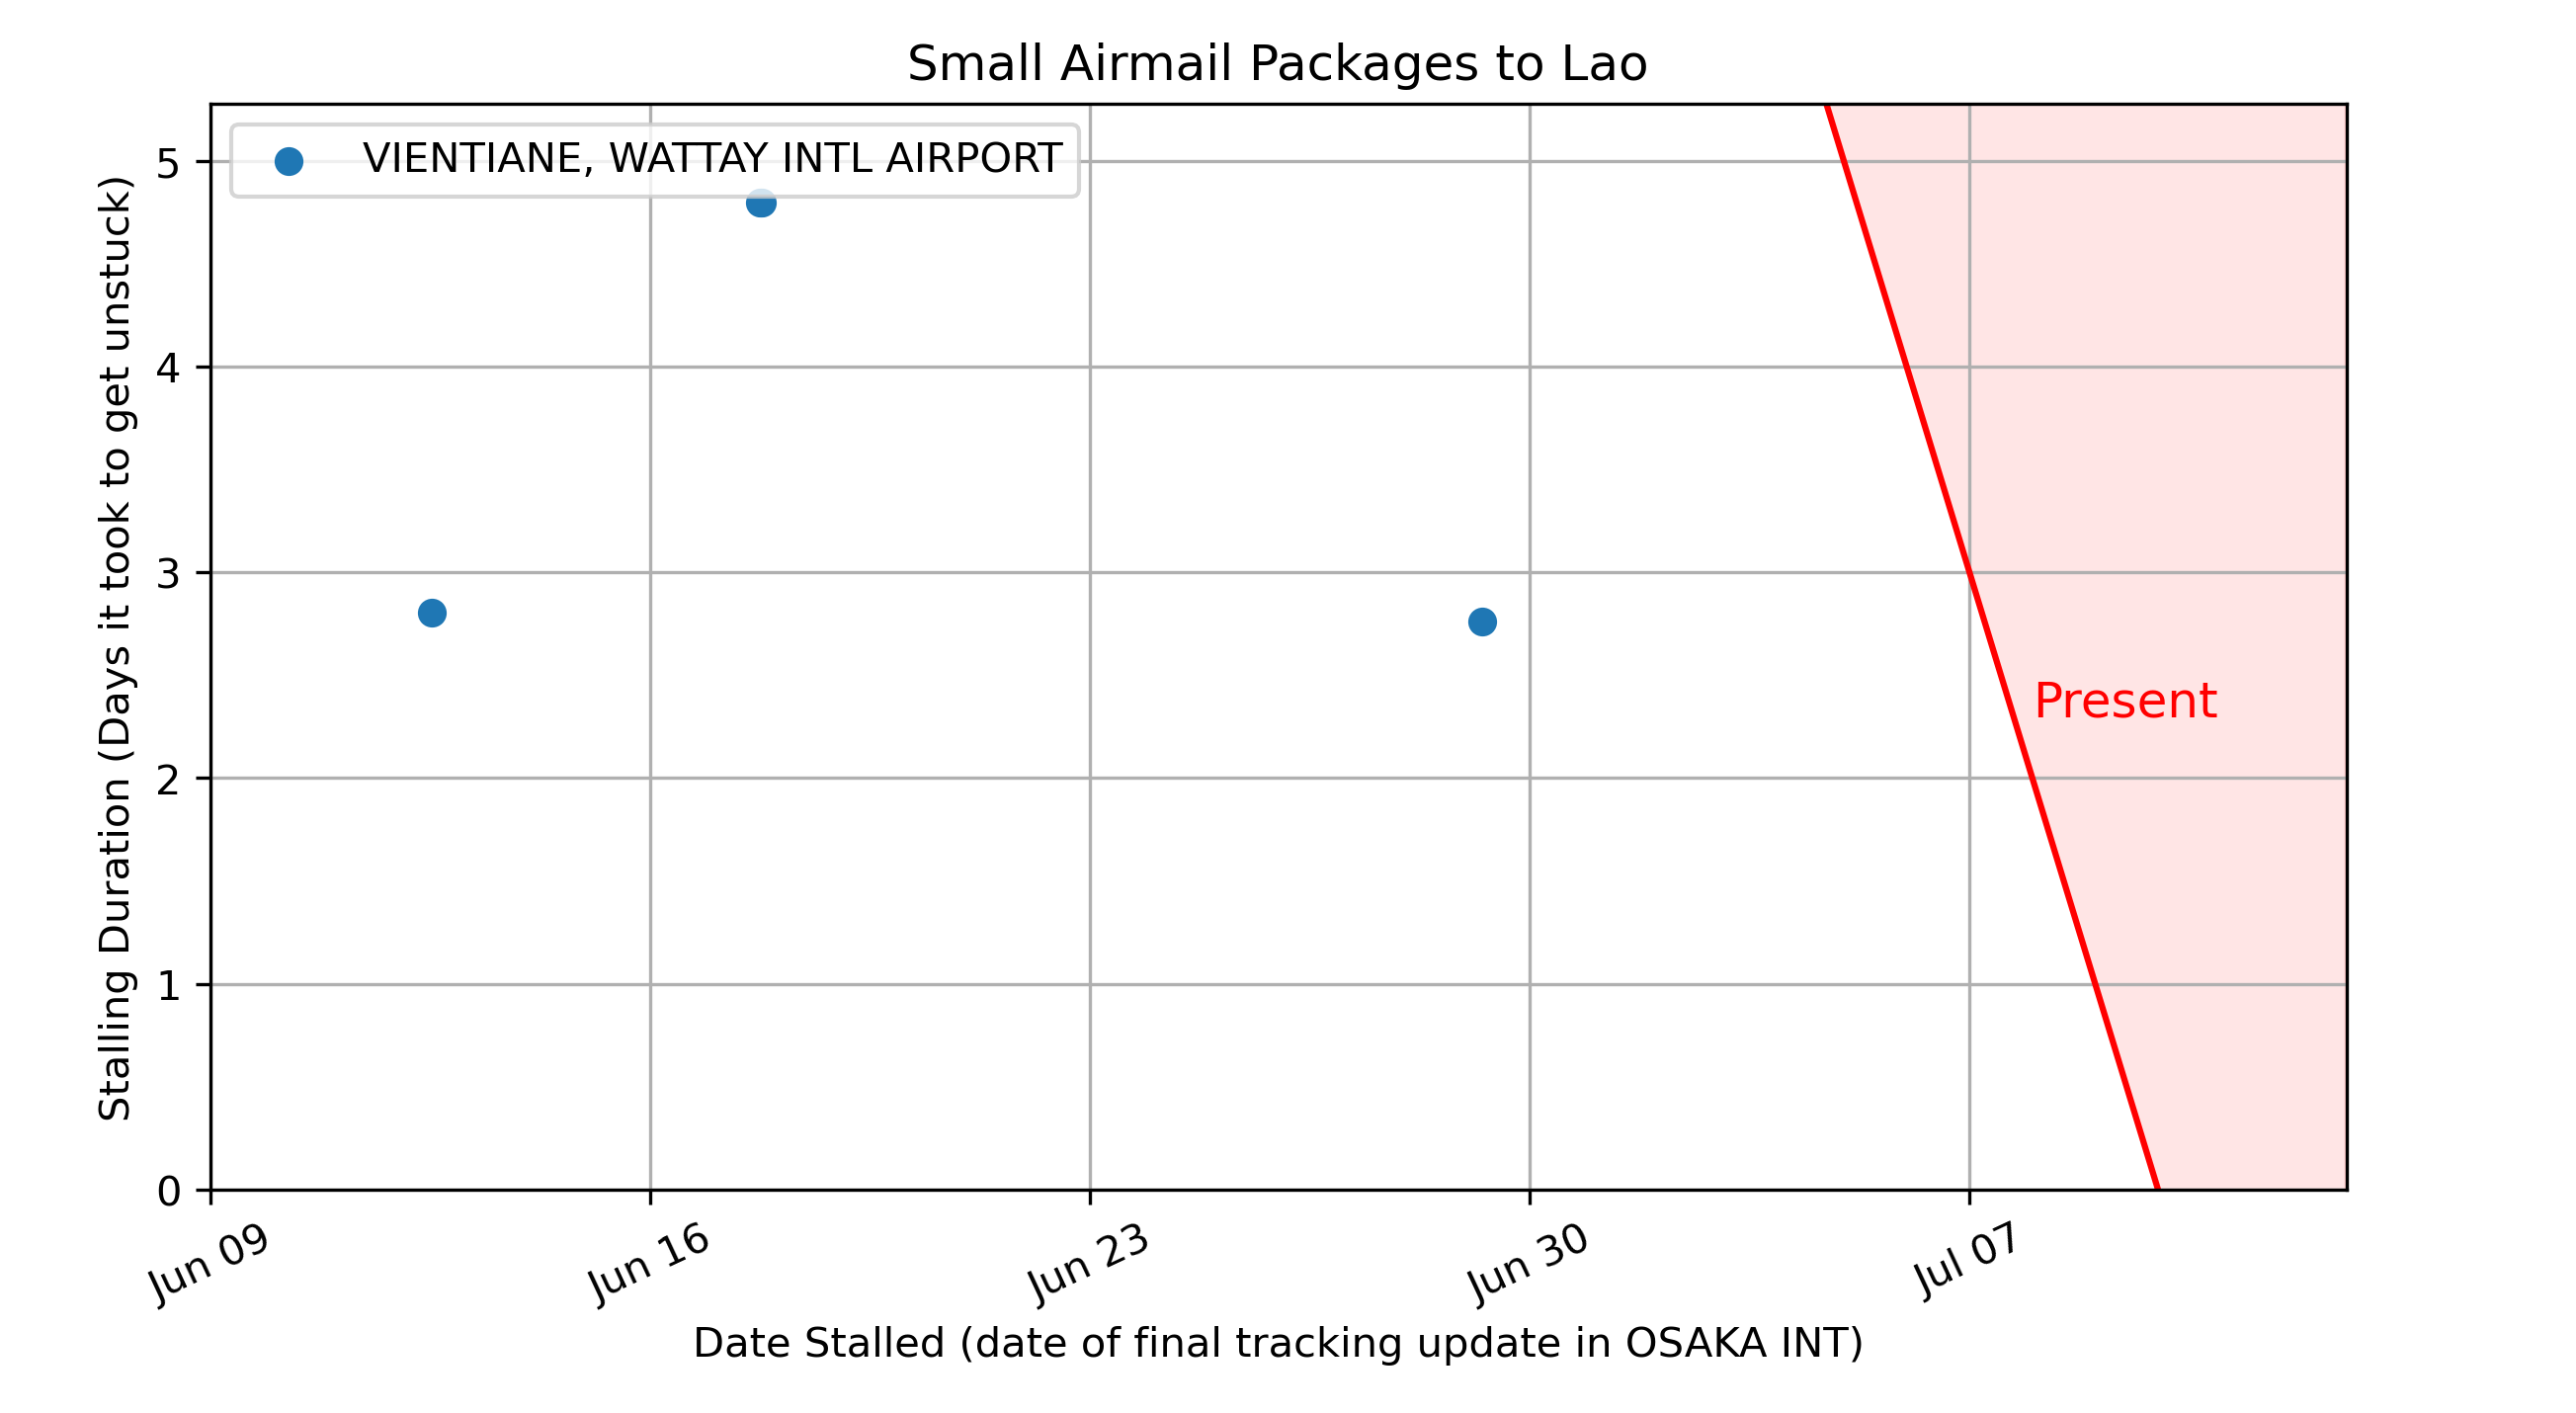 Small Airmail Packages to Lao
VIENTIANE, WATTAY INTL AIRPORT
Stalling Duration (Days it took to get unstuck)
5
4
3
2
1
0
Present
Jun 09
Jun 16
Jun 23
Jun 30
Jul 07
Date Stalled (date of final tracking update in OSAKA INT)